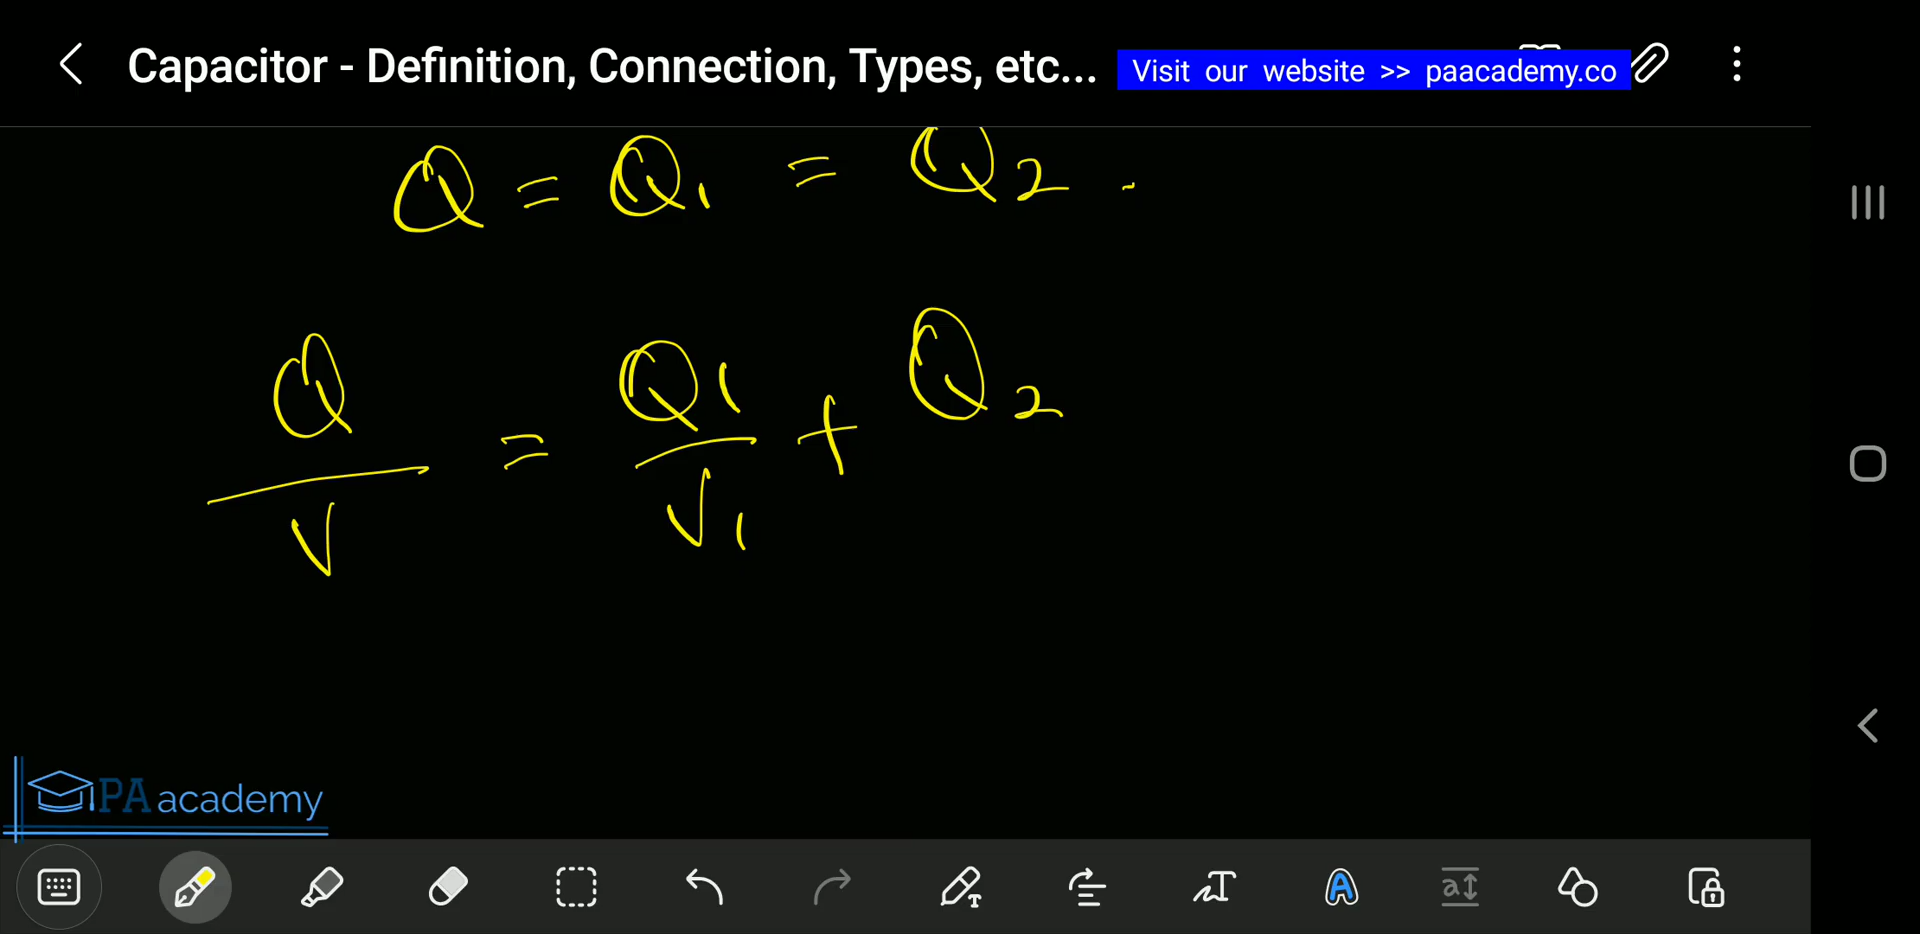 Capacitor - Definition, Connection, Types, etc...
Visit our website >> paacademy.co
Q = Q1 = Q2 .
Q/V = Q1/V1 + Q2
PA academy